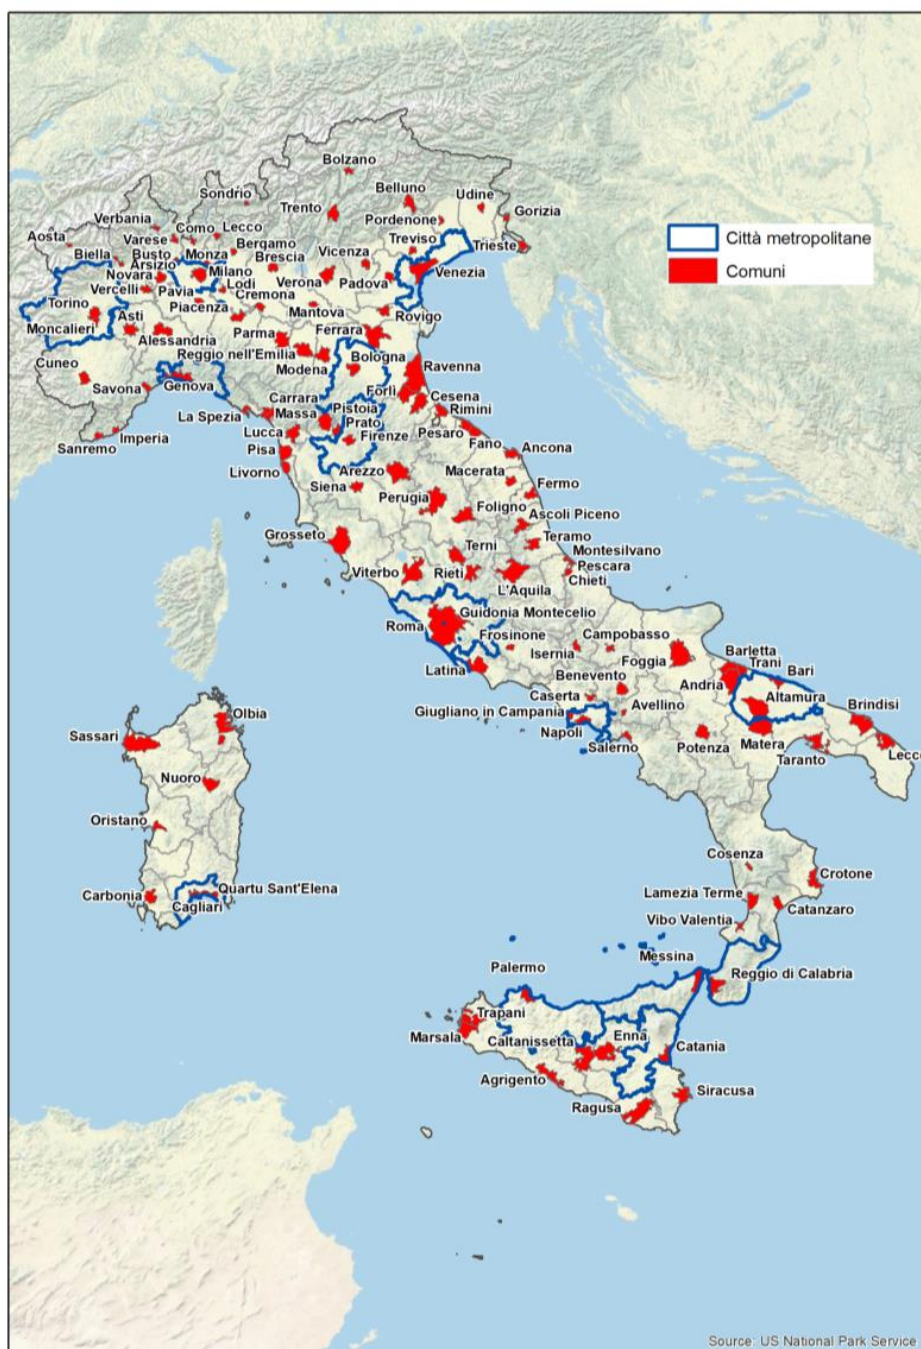 Bolzano
Sondrio
Belluno
Udine
Trento
Pordenone
Gorizia
Verbania
Como
Lecco
Aosta
Varese
Bergamo
Vicenza
Treviso
Trieste
Biella
Busto
Arsizio
Monza
Brescia
Novara
Milano
Verona
Padova
Venezia
Vercelli
Pavia
Lodi
Cremona
Torino
Piacenza
Mantova
Rovigo
Moncalieri
Asti
Alessandria
Parma
Ferrara
Reggio nell'Emilia
Bologna
Cuneo
Modena
Ravenna
Savona
Genova
Carrara
Forlì
Cesena
La Spezia
Massa
Pistoia
Rimini
Sanremo
Imperia
Lucca
Prato
Pesaro
Pisa
Firenze
Fano
Ancona
Livorno
Arezzo
Macerata
Siena
Perugia
Fermo
Foligno
Ascoli Piceno
Grosseto
Terni
Teramo
Montesilvano
Viterbo
Rieti
Pescara
L'Aquila
Chieti
Guidonia Montecelio
Roma
Frosinone
Campobasso
Isernia
Foggia
Barletta
Latina
Trani
Benevento
Andria
Bari
Caserta
Avellino
Altamura
Giugliano in Campania
Brindisi
Napoli
Salerno
Potenza
Matera
Taranto
Lecce
Olbia
Sassari
Nuoro
Oristano
Carbonia
Quartu Sant'Elena
Cagliari
Cosenza
Crotone
Lamezia Terme
Catanzaro
Vibo Valentia
Messina
Palermo
Reggio di Calabria
Trapani
Marsala
Caltanissetta
Enna
Catania
Agrigento
Siracusa
Ragusa
Città metropolitane
Comuni
Source: US National Park Service